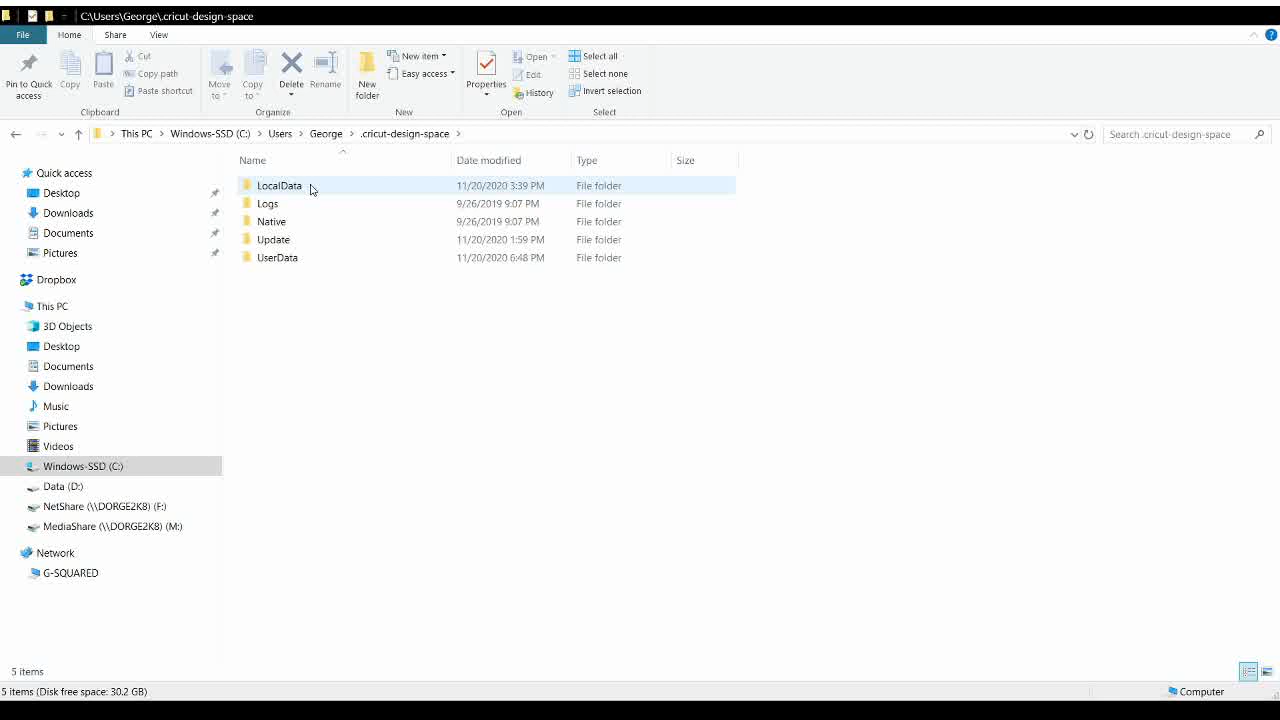 C:\Users\George\.cricut-design-space
File Home Share View
Pin to Quick access
Copy
Paste
Cut
Copy path
Paste shortcut
Clipboard
Move to
Copy to
Delete
Rename
Organize
New folder
New item
Easy access
New
Properties
Open
Edit
History
Open
Select all
Select none
Invert selection
Select
This PC > Windows-SSD (C:) > Users > George > .cricut-design-space >
Search .cricut-design-space
Quick access
Desktop
Downloads
Documents
Pictures
Dropbox
This PC
3D Objects
Desktop
Documents
Downloads
Music
Pictures
Videos
Windows-SSD (C:)
Data (D:)
NetShare (\\DORGE2K8) (F:)
MediaShare (\\DORGE2K8) (M:)
Network
G-SQUARED
Name Date modified Type Size
LocalData 11/20/2020 3:39 PM File folder
Logs 9/26/2019 9:07 PM File folder
Native 9/26/2019 9:07 PM File folder
Update 11/20/2020 1:59 PM File folder
UserData 11/20/2020 6:48 PM File folder
5 items
5 items (Disk free space: 30.2 GB)
Computer